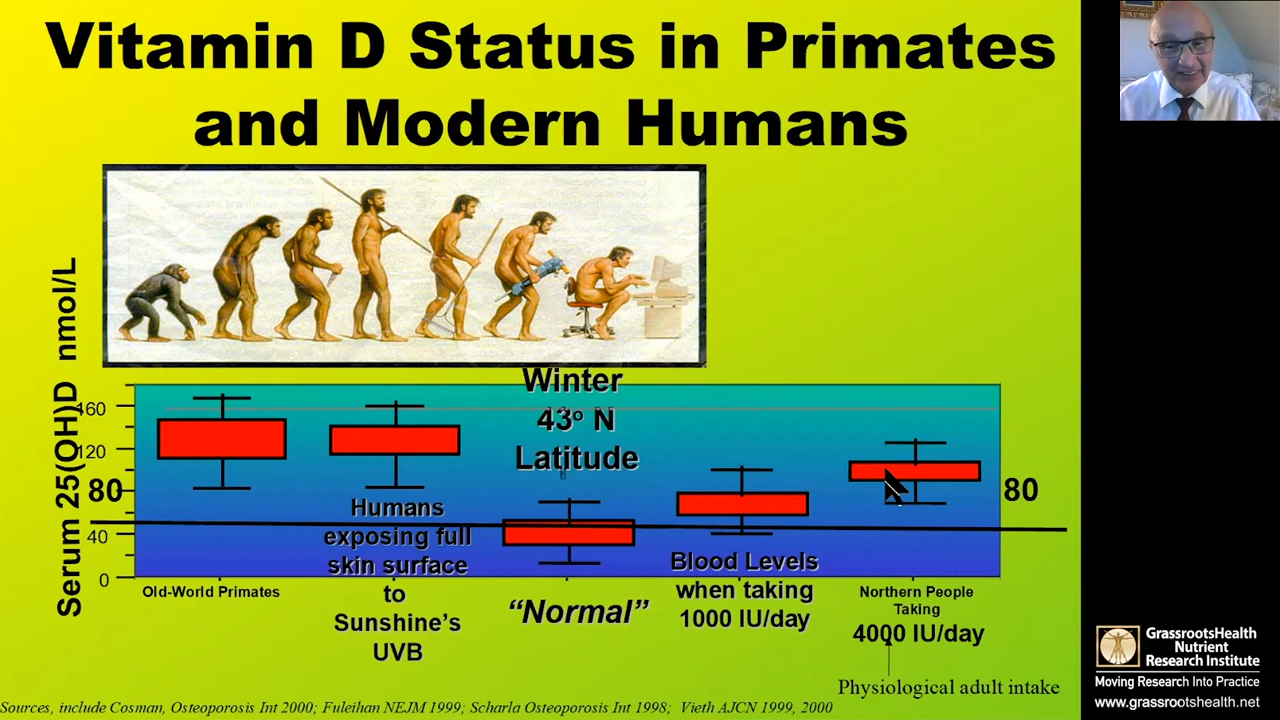 Vitamin D Status in Primates
and Modern Humans
Serum 25(OH)D nmol/L
160
120
80
40
0
Winter
43o N
Latitude
80
Humans
exposing full
skin surface
to
Sunshine’s
UVB
Old-World Primates
“Normal”
Blood Levels
when taking
1000 IU/day
Northern People
Taking
4000 IU/day
Physiological adult intake
Sources, include Cosman, Osteoporosis Int 2000; Fuleihan NEJM 1999; Scharla Osteoporosis Int 1998; Vieth AJCN 1999, 2000
GrassrootsHealth
Nutrient
Research Institute
Moving Research Into Practice
www.grassrootshealth.net